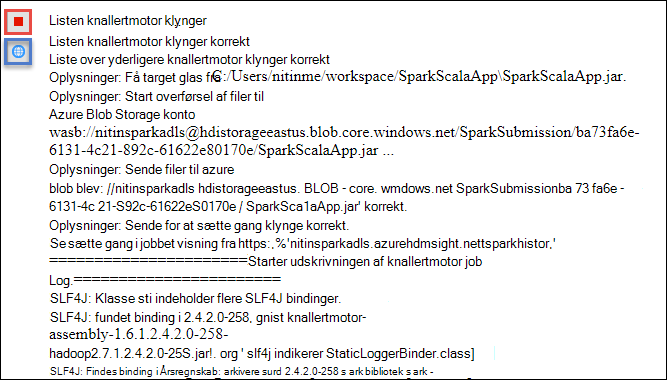 Listen knallertmotor klynger
Listen knallertmotor klynger korrekt
Liste over yderligere knallertmotor klynger korrekt
Oplysninger: Få target glas fra C:/Users/nitinme/workspace/SparkScalaApp\SparkScalaApp.jar.
Oplysninger: Start overførsel af filer til
Azure Blob Storage konto
wasb://nitinsparkadls@hdistorageeastus.blob.core.windows.net/SparkSubmission/ba73fa6e-
6131-4c21-892c-61622e80170e/SparkScalaApp.jar ...
Oplysninger: Sende filer til azure
blob blev: //nitinsparkadls hdistorageeastus. BLOB - core. wmdows.net SparkSubmissionba 73 fa6e -
6131-4c 21-S92c-61622eS0170e / SparkSca1aApp.jar' korrekt.
Oplysninger: Sende for at sætte gang klynge korrekt.
Se sætte gang i jobbet visning fra https:,%'nitinsparkadls.azurehdmsight.nettsparkhistor,'
======================Starter udskrivningen af knallertmotor job
Log.=======================
SLF4J: Klasse sti indeholder flere SLF4J bindinger.
SLF4J: fundet binding i 2.4.2.0-258, gnist knallertmotor-
assembly-1.6.1.2.4.2.0-258-
hadoop2.7.1.2.4.2.0-25S.jar!. org ' slf4j indikerer StaticLoggerBinder.class]
SLF4J: Findes binding i Årsregnskab: arkivere surd 2.4.2.0-258 s ark bibliotek s ark -